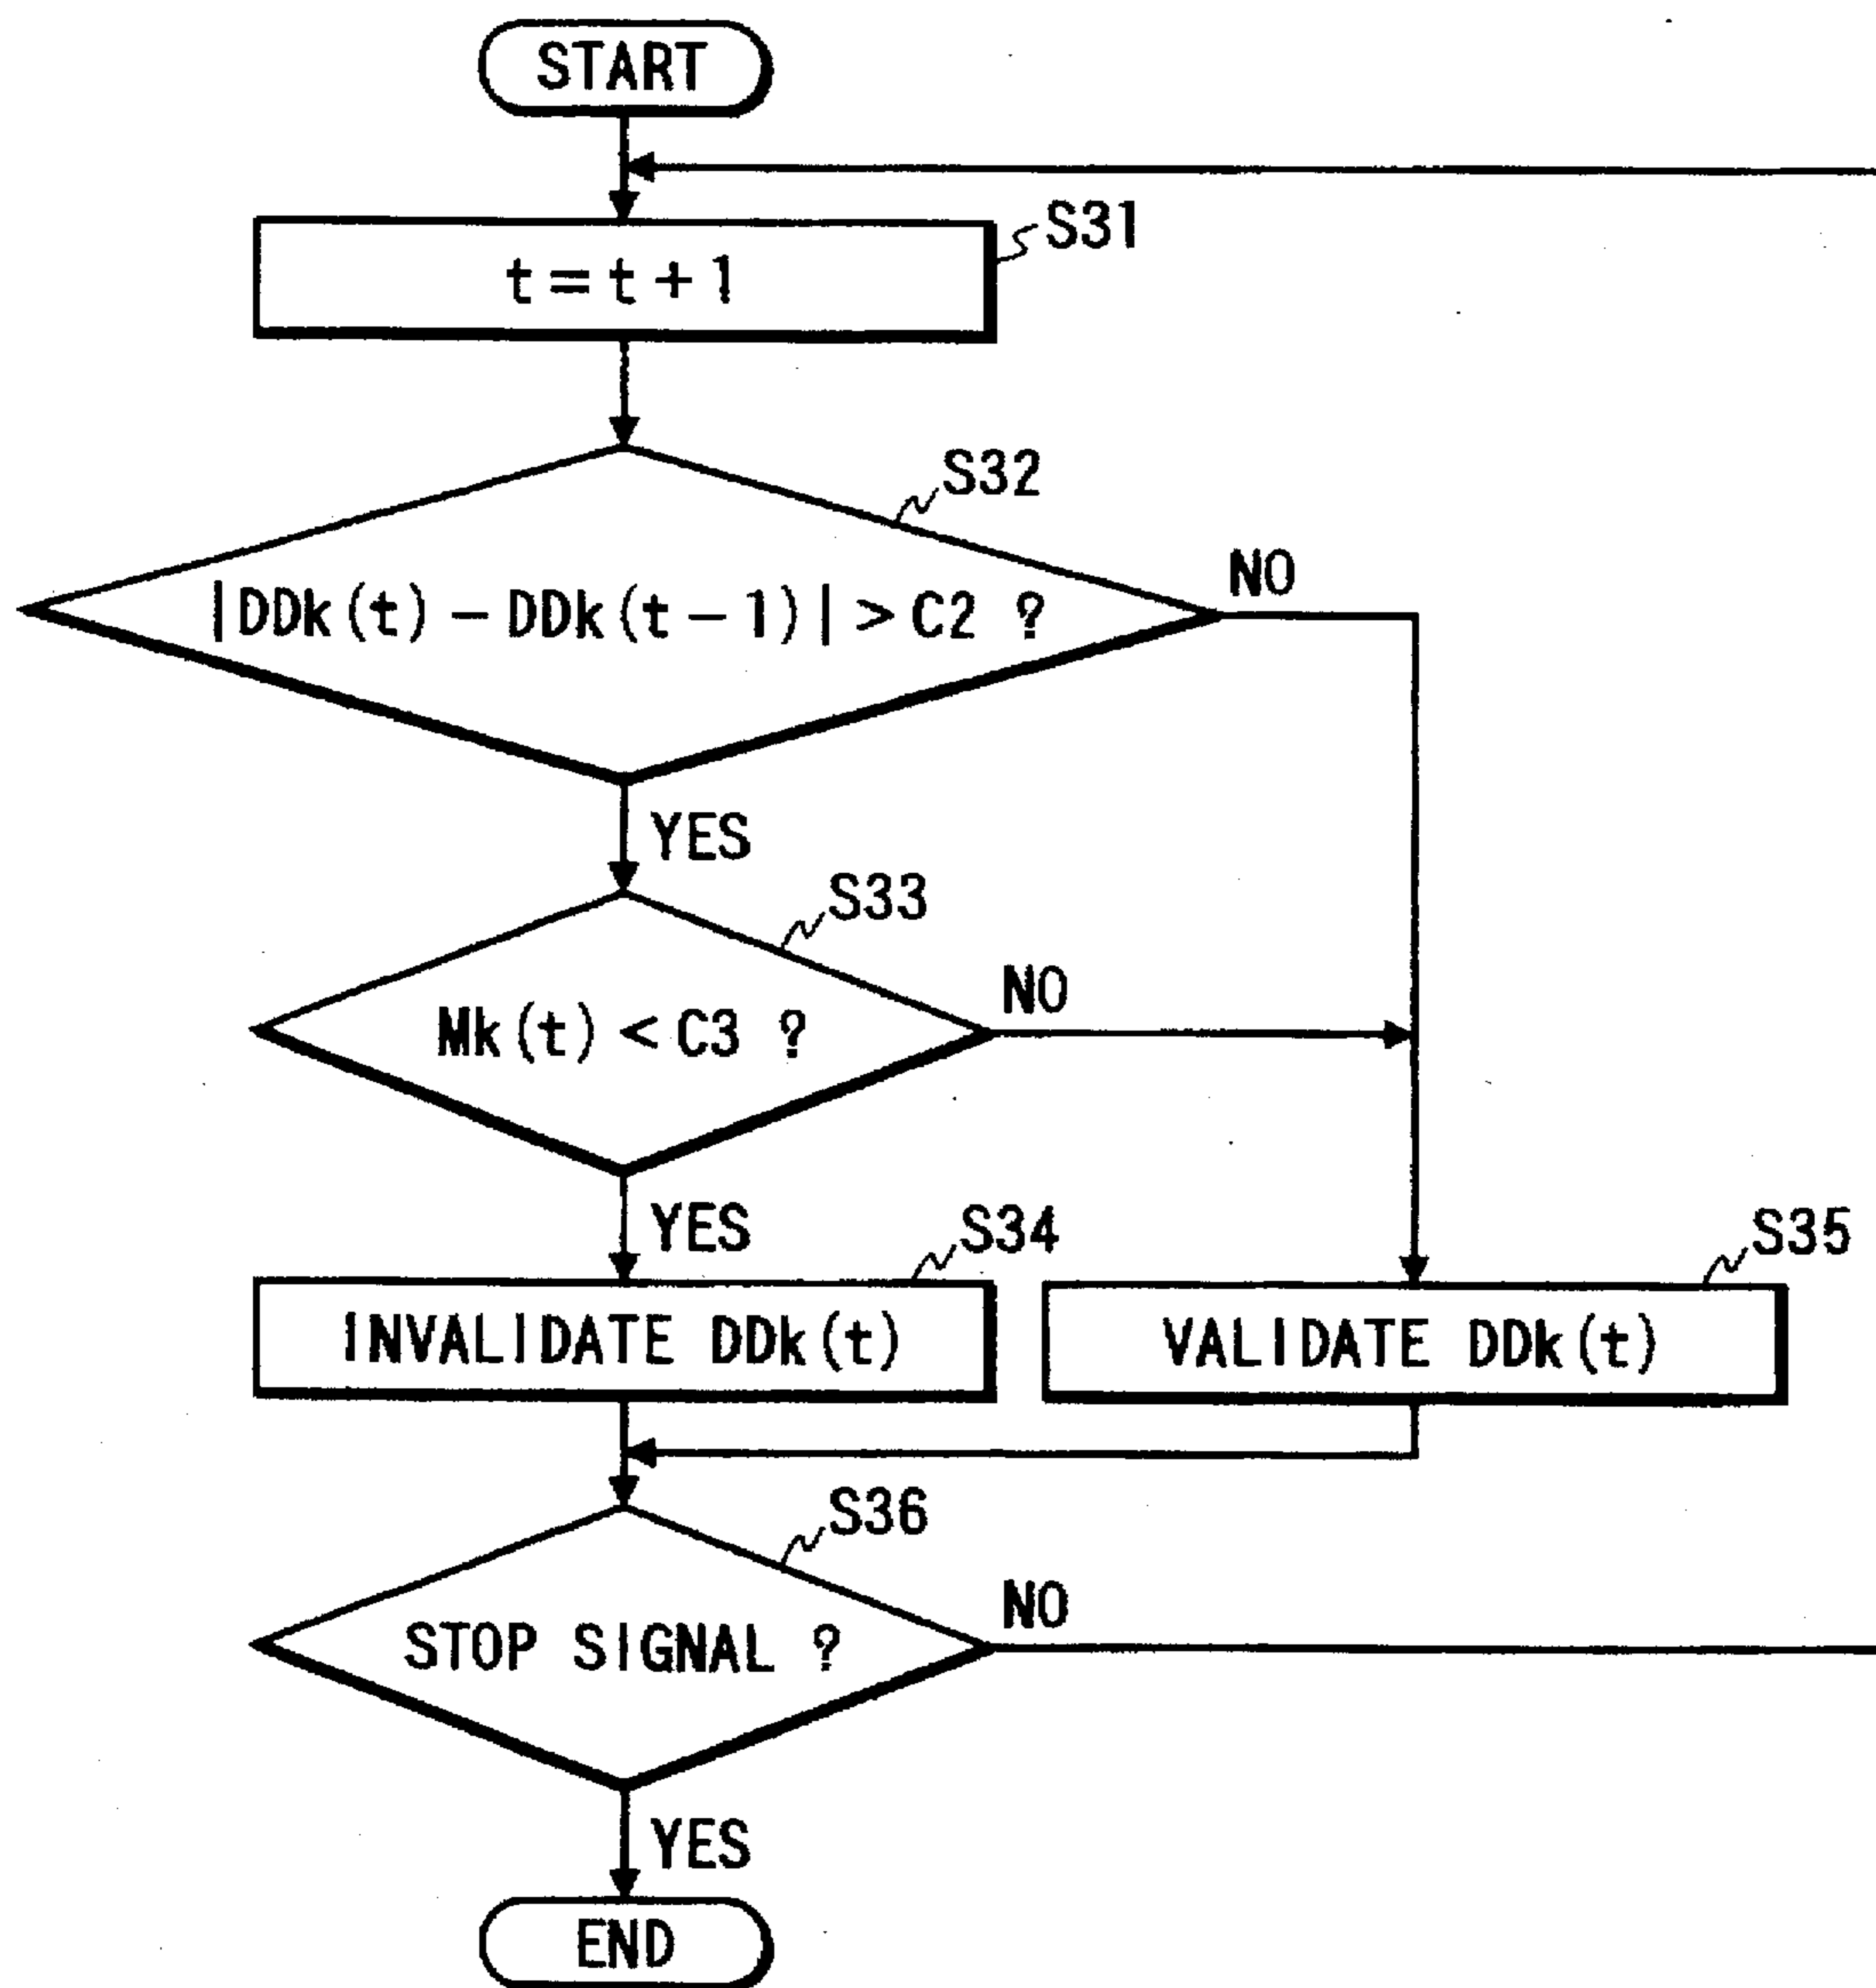 START
S31
t=t+1
S32
NO
|DDk(t)-DDk(t-1)|>C2 ?
YES
S33
NO
Mk(t)<C3 ?
YES
S34
S35
INVALIDATE DDk(t)
VALIDATE DDk(t)
S36
NO
STOP SIGNAL ?
YES
END